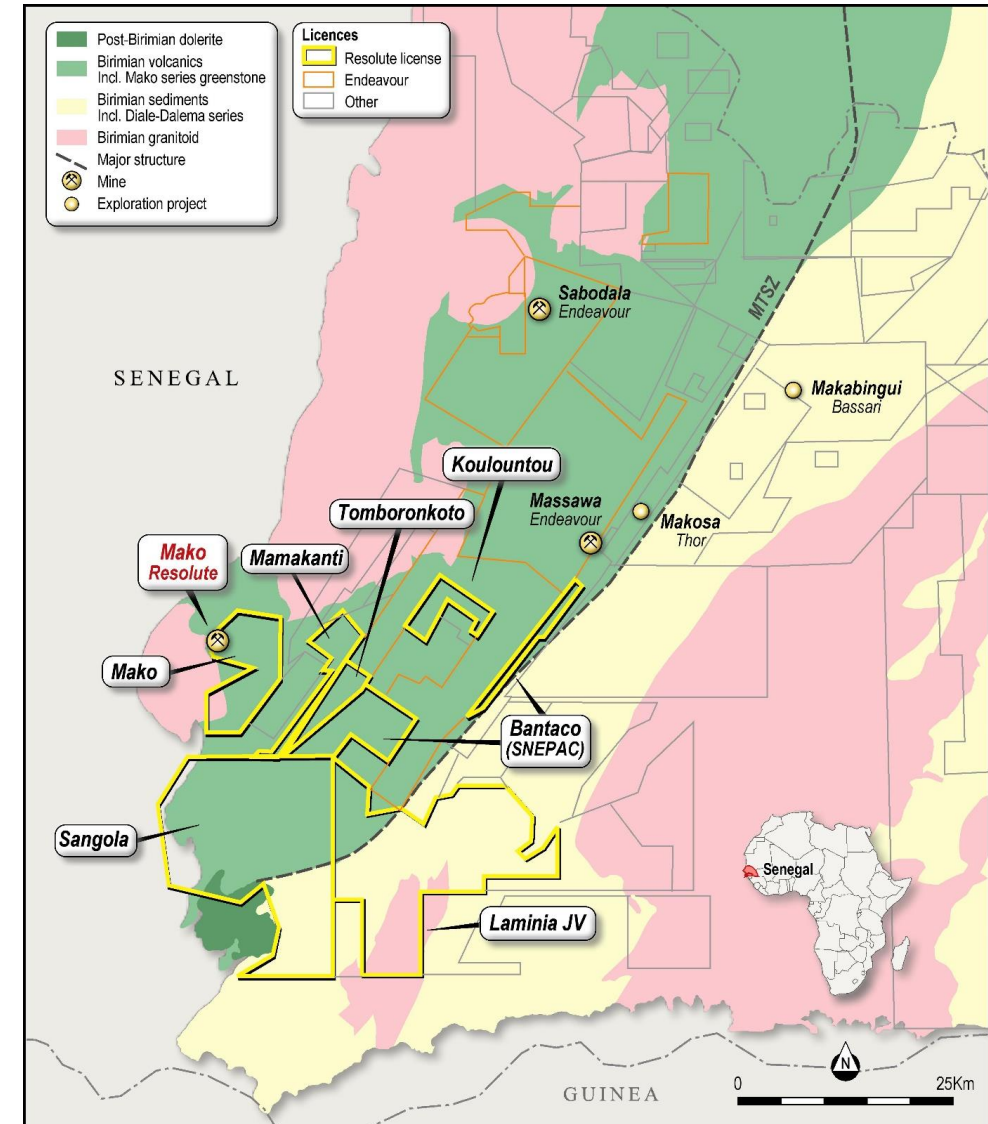 Post-Birimian dolerite
Birimian volcanics
Incl. Mako series greenstone
Birimian sediments
Incl. Diale-Dalema series
Birimian granitoid
Major structure
Mine
Exploration project
Licences
Resolute license
Endeavour
Other
MTSZ
Sabodala
Endeavour
SENEGAL
Makabingui
Bassari
Koulountou
Massawa
Endeavour
Tomboronkoto
Makosa
Thor
Mako
Resolute
Mamakanti
Mako
Bantaco
(SNEPAC)
Sangola
Senegal
Laminia JV
N
GUINEA
0
25Km